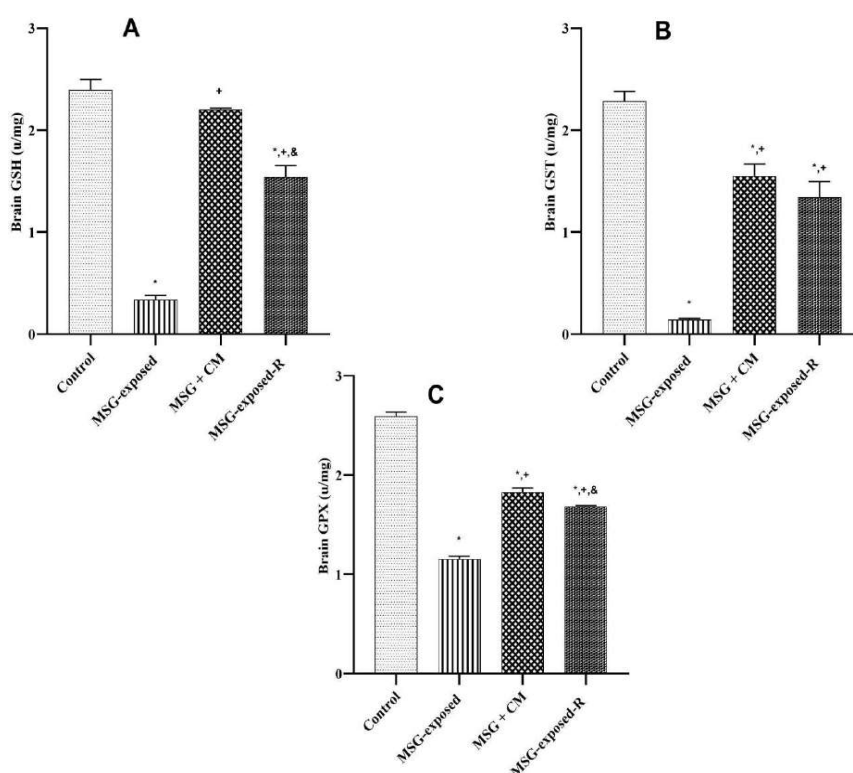 A
Brain GSH (u/mg)
3
2
1
0
*
+
*,+,&
Control
MSG-exposed
MSG + CM
MSG-exposed-R
B
Brain GST (u/mg)
3
2
1
0
*
*,+
*,+
Control
MSG-exposed
MSG + CM
MSG-exposed-R
C
Brain GPX (u/mg)
3
2
1
0
*
*,+
*,+,&
Control
MSG-exposed
MSG + CM
MSG-exposed-R